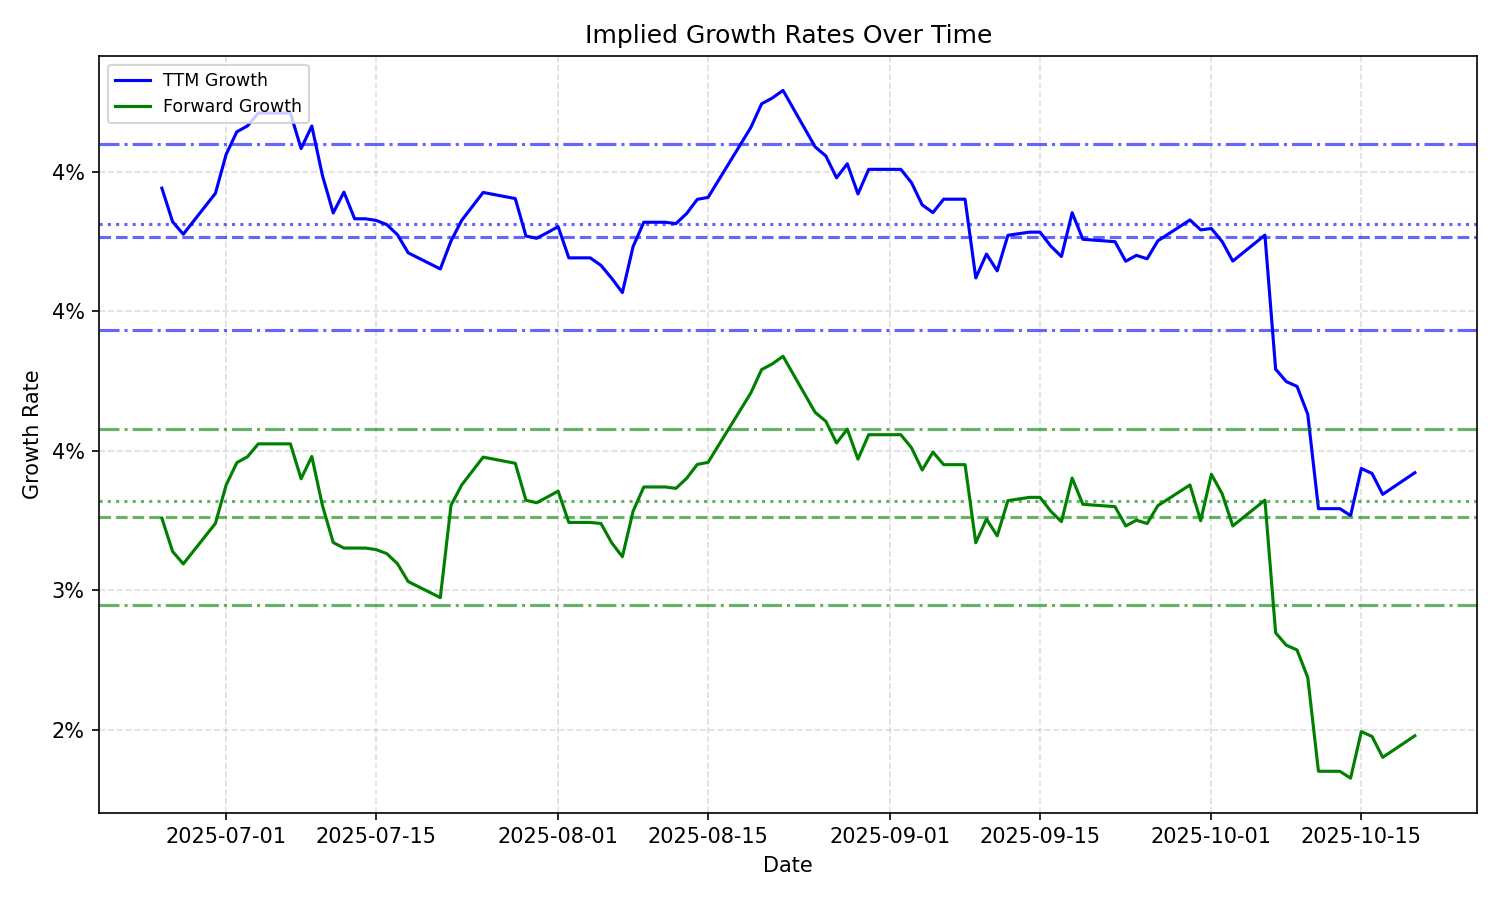 Implied Growth Rates Over Time
TTM Growth
Forward Growth
4%
4%
4%
3%
2%
Growth Rate
2025-07-01
2025-07-15
2025-08-01
2025-08-15
2025-09-01
2025-09-15
2025-10-01
2025-10-15
Date